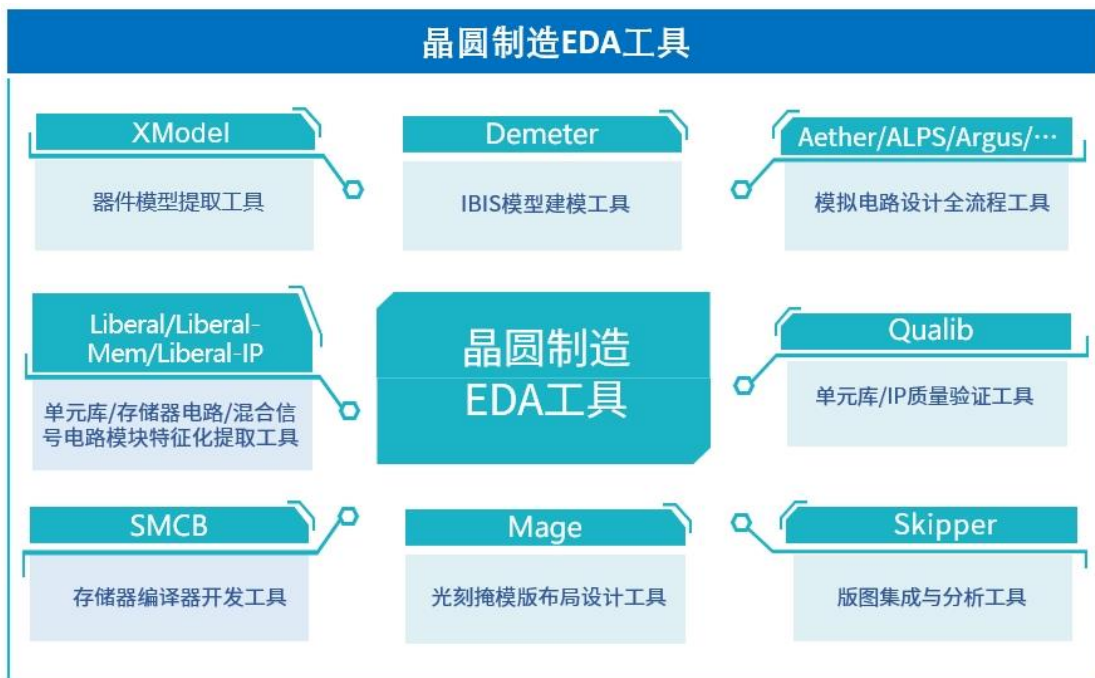 晶圆制造EDA工具
XModel
器件模型提取工具
Demeter
IBIS模型建模工具
Aether/ALPS/Argus/…
模拟电路设计全流程工具
Liberal/Liberal-
Mem/Liberal-IP
单元库/存储器电路/混合信
号电路模块特征化提取工具
晶圆制造
EDA工具
Qualib
单元库/IP质量验证工具
SMCB
存储器编译器开发工具
Mage
光刻掩模版布局设计工具
Skipper
版图集成与分析工具